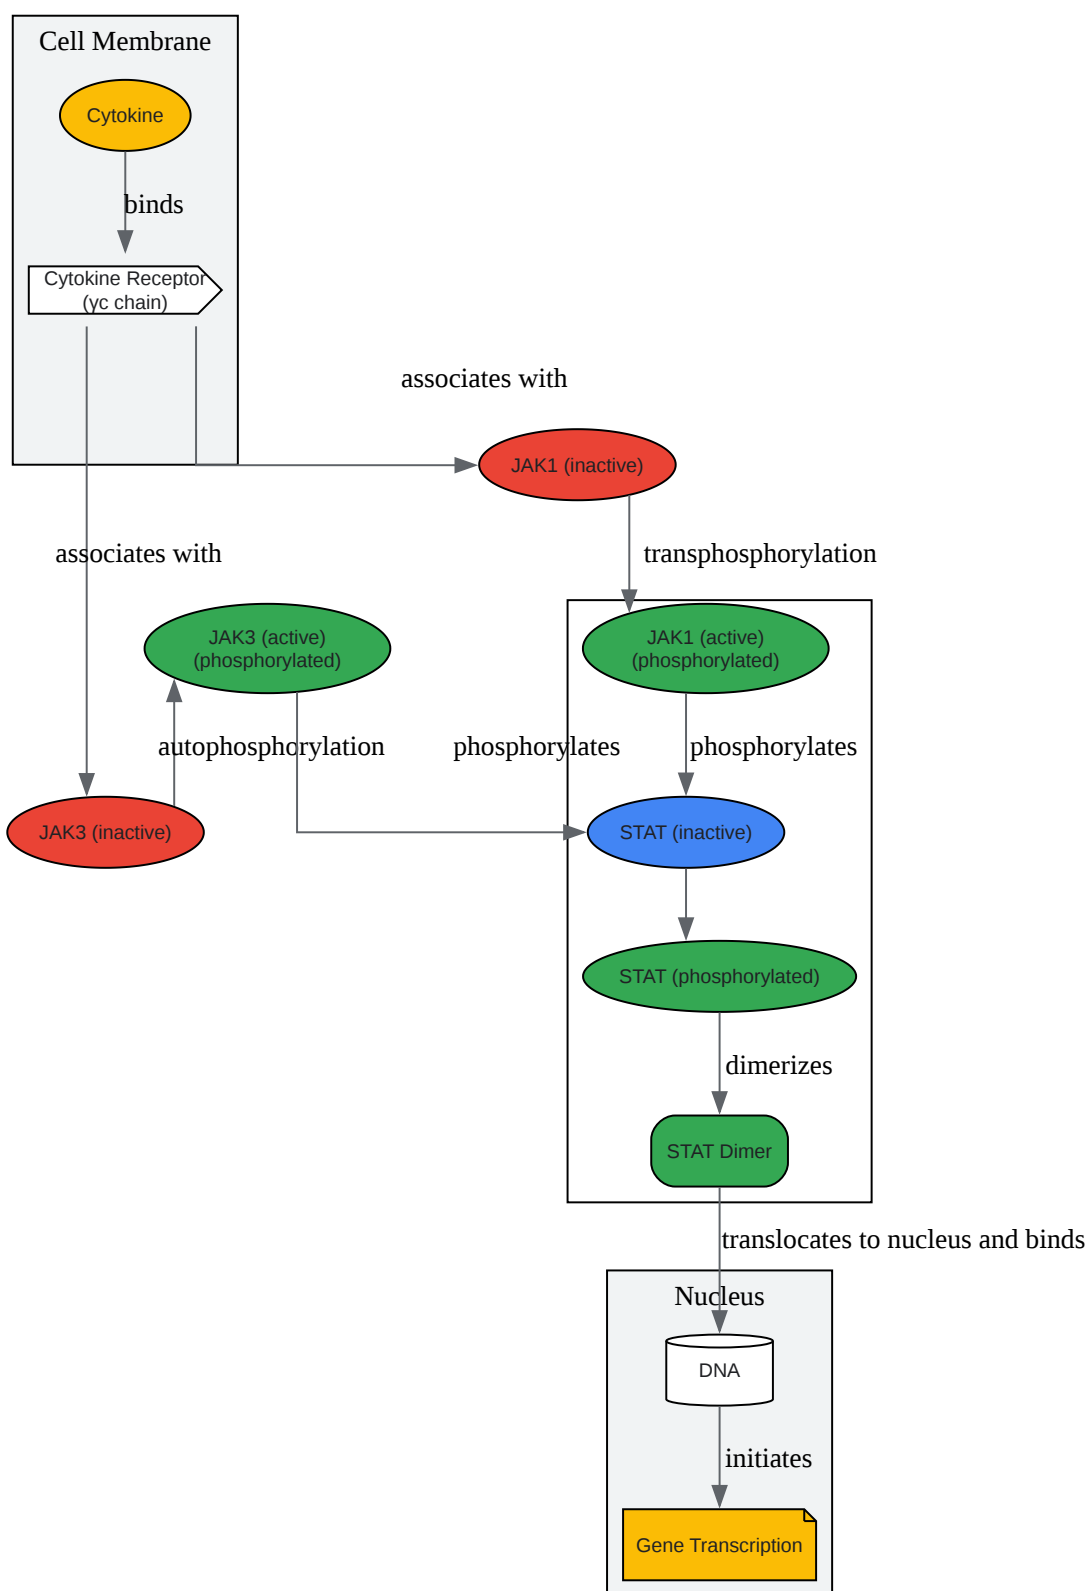 Cell Membrane
Cytokine
binds
Cytokine Receptor
(γc chain)
associates with
JAK1 (inactive)
associates with
transphosphorylation
JAK3 (active)
(phosphorylated)
JAK1 (active)
(phosphorylated)
autophosphorylation
phosphorylates
phosphorylates
JAK3 (inactive)
STAT (inactive)
STAT (phosphorylated)
dimerizes
STAT Dimer
translocates to nucleus and binds
Nucleus
DNA
initiates
Gene Transcription